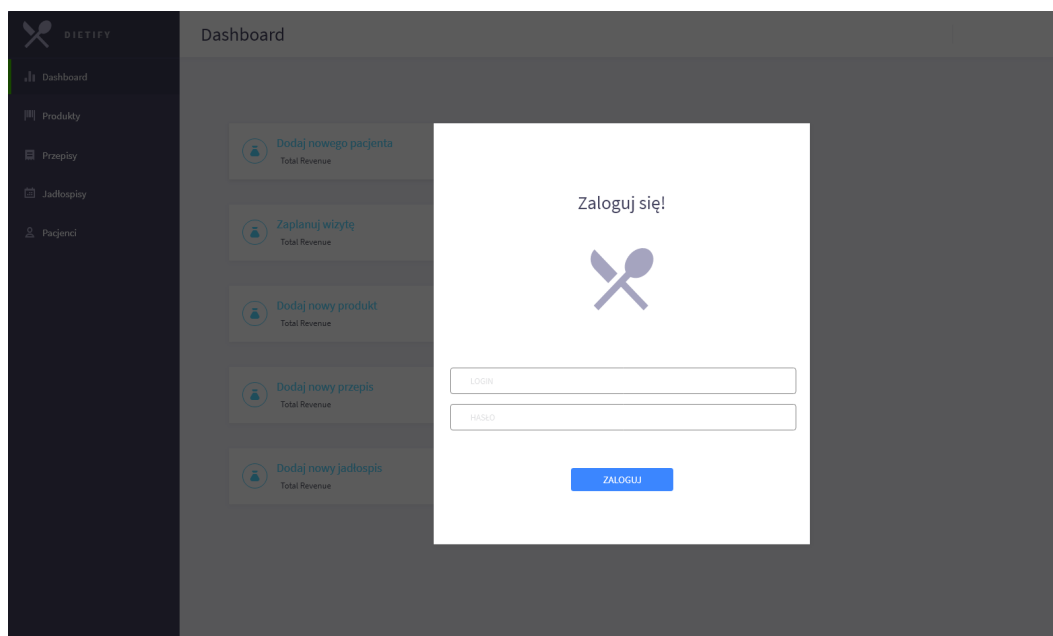 DIETIFY
Dashboard
Dashboard
Produkty
Przepisy
Jadłospisy
Pacjenci
Dodaj nowego pacjenta
Total Revenue
Zaplanuj wizytę
Total Revenue
Dodaj nowy produkt
Total Revenue
Dodaj nowy przepis
Total Revenue
Dodaj nowy jadłospis
Total Revenue
Zaloguj się!
LOGIN
HASŁO
ZALOGUJ